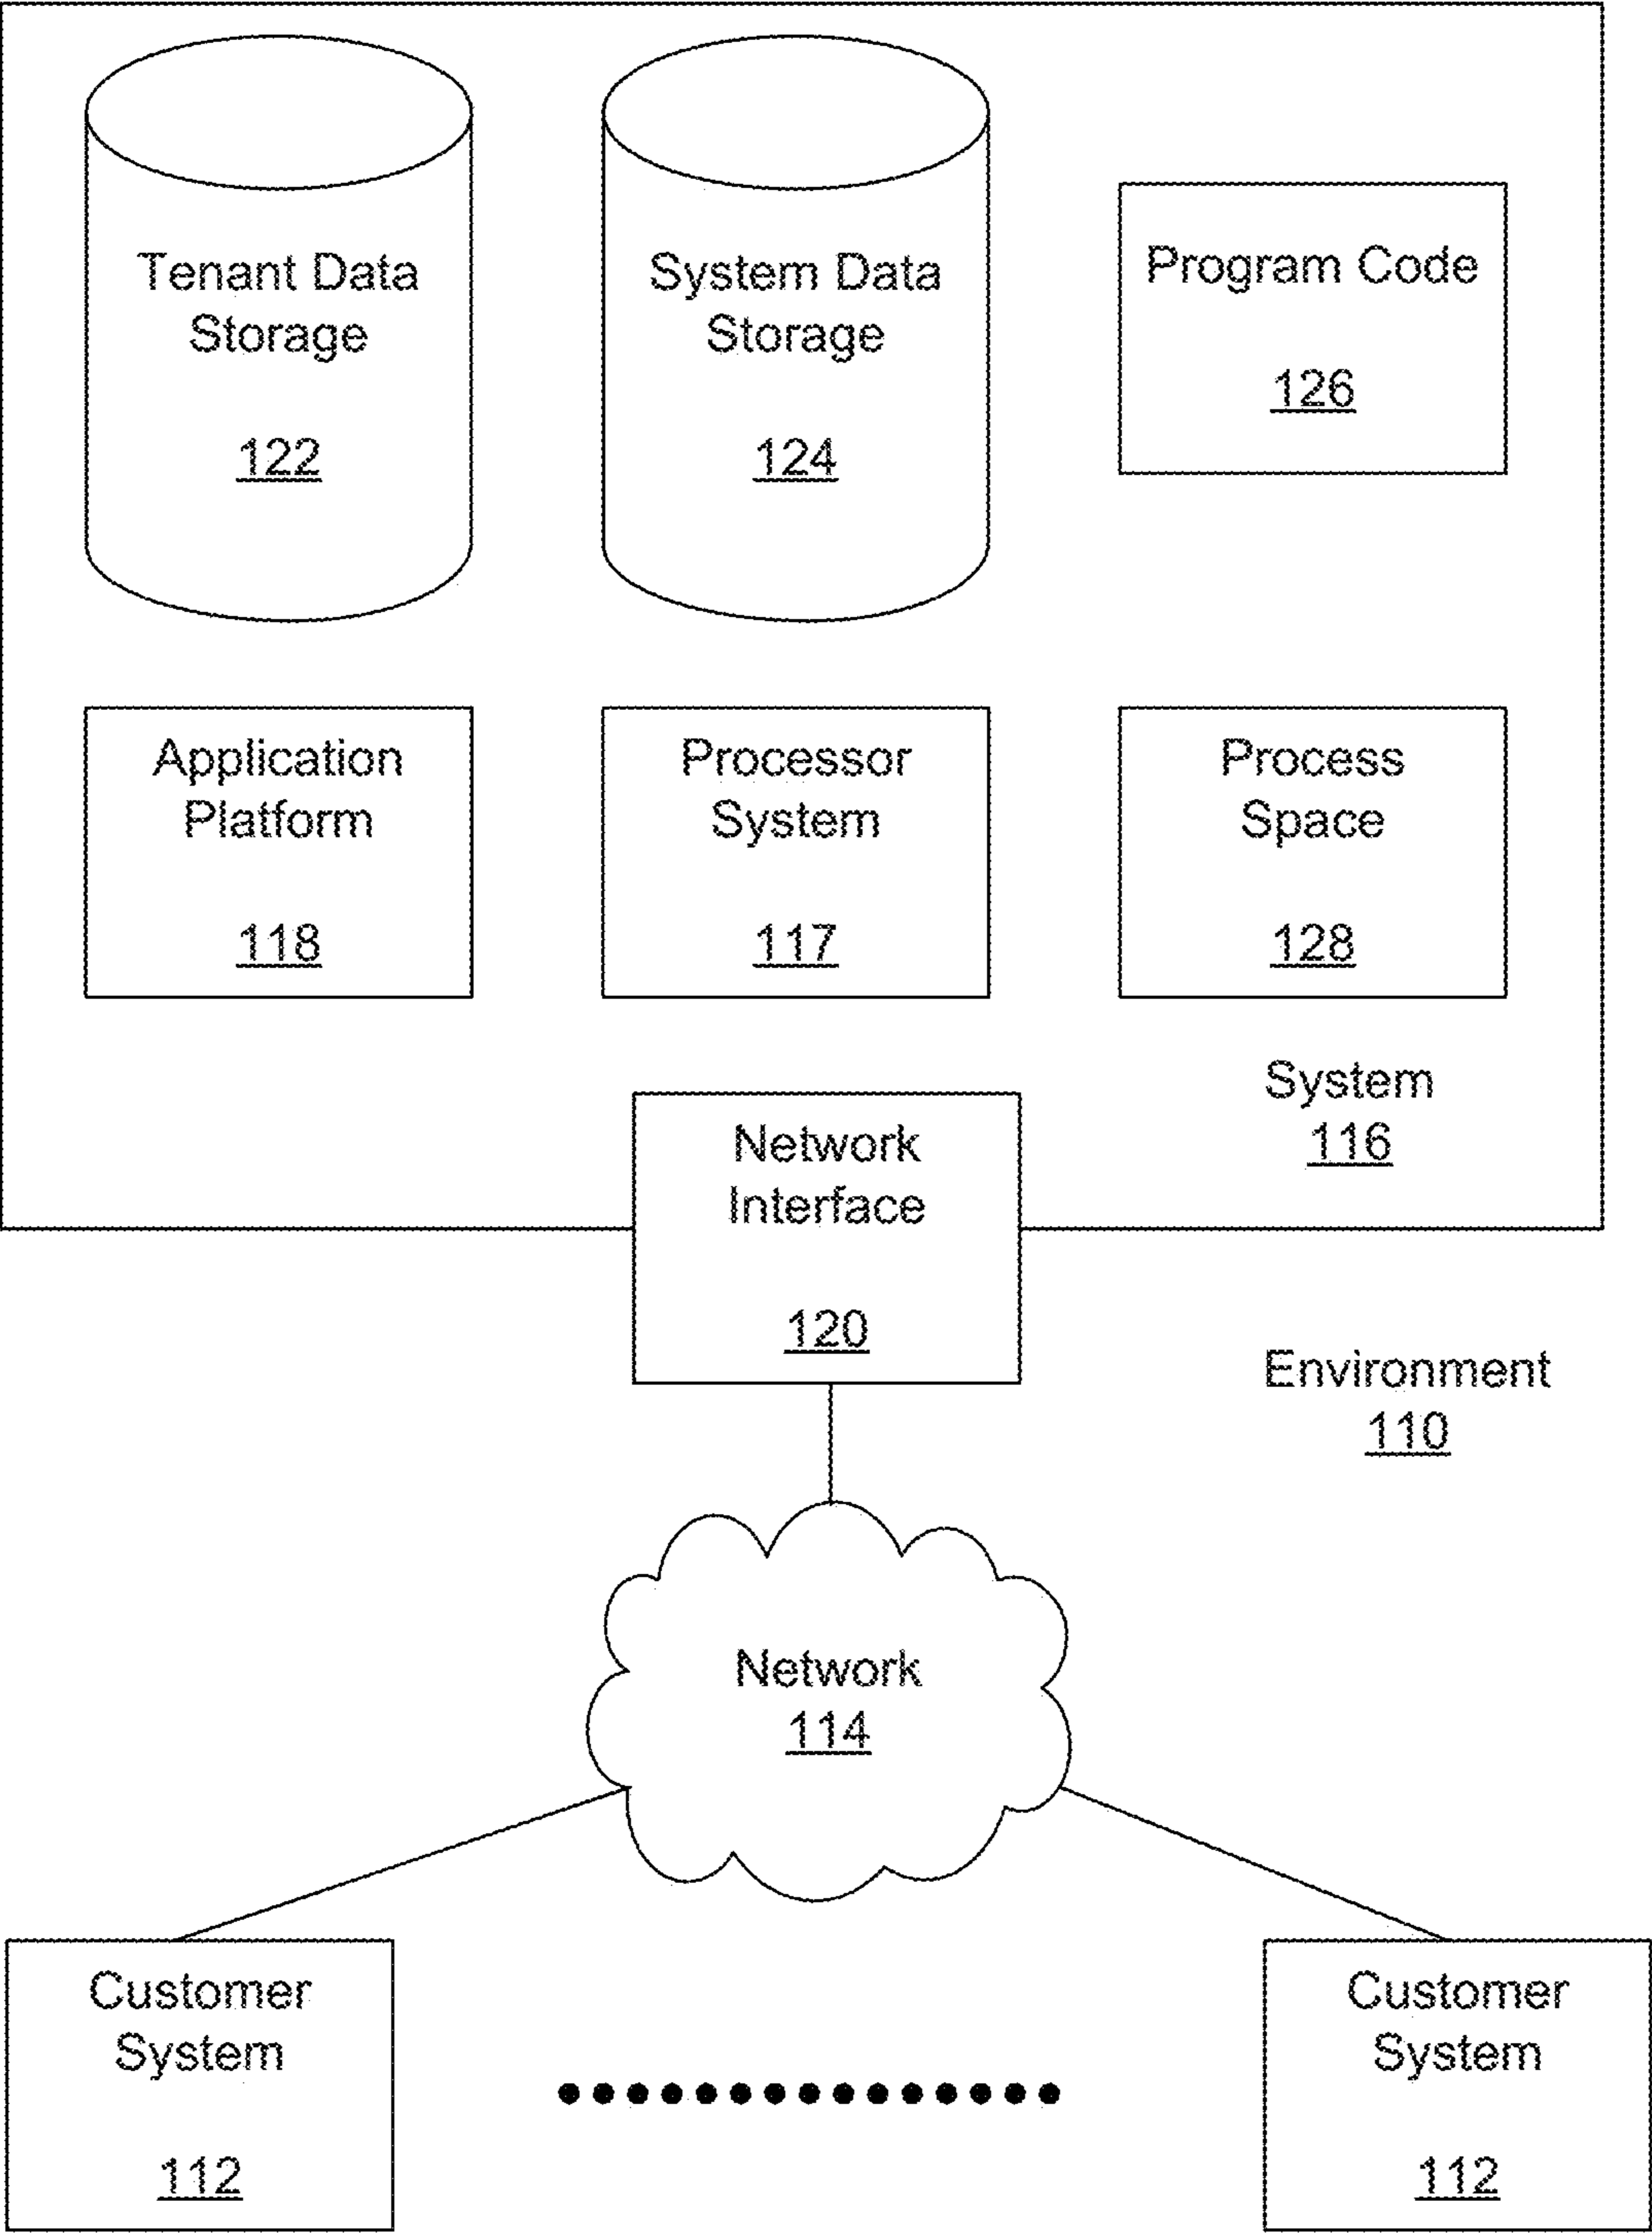 Tenant Data
Storage
122
System Data
Storage
124
Program Code
126
Application
Platform
118
Processor
System
117
Process
Space
128
System
116
Network
Interface
120
Environment
110
Network
114
Customer
System
112
Customer
System
112